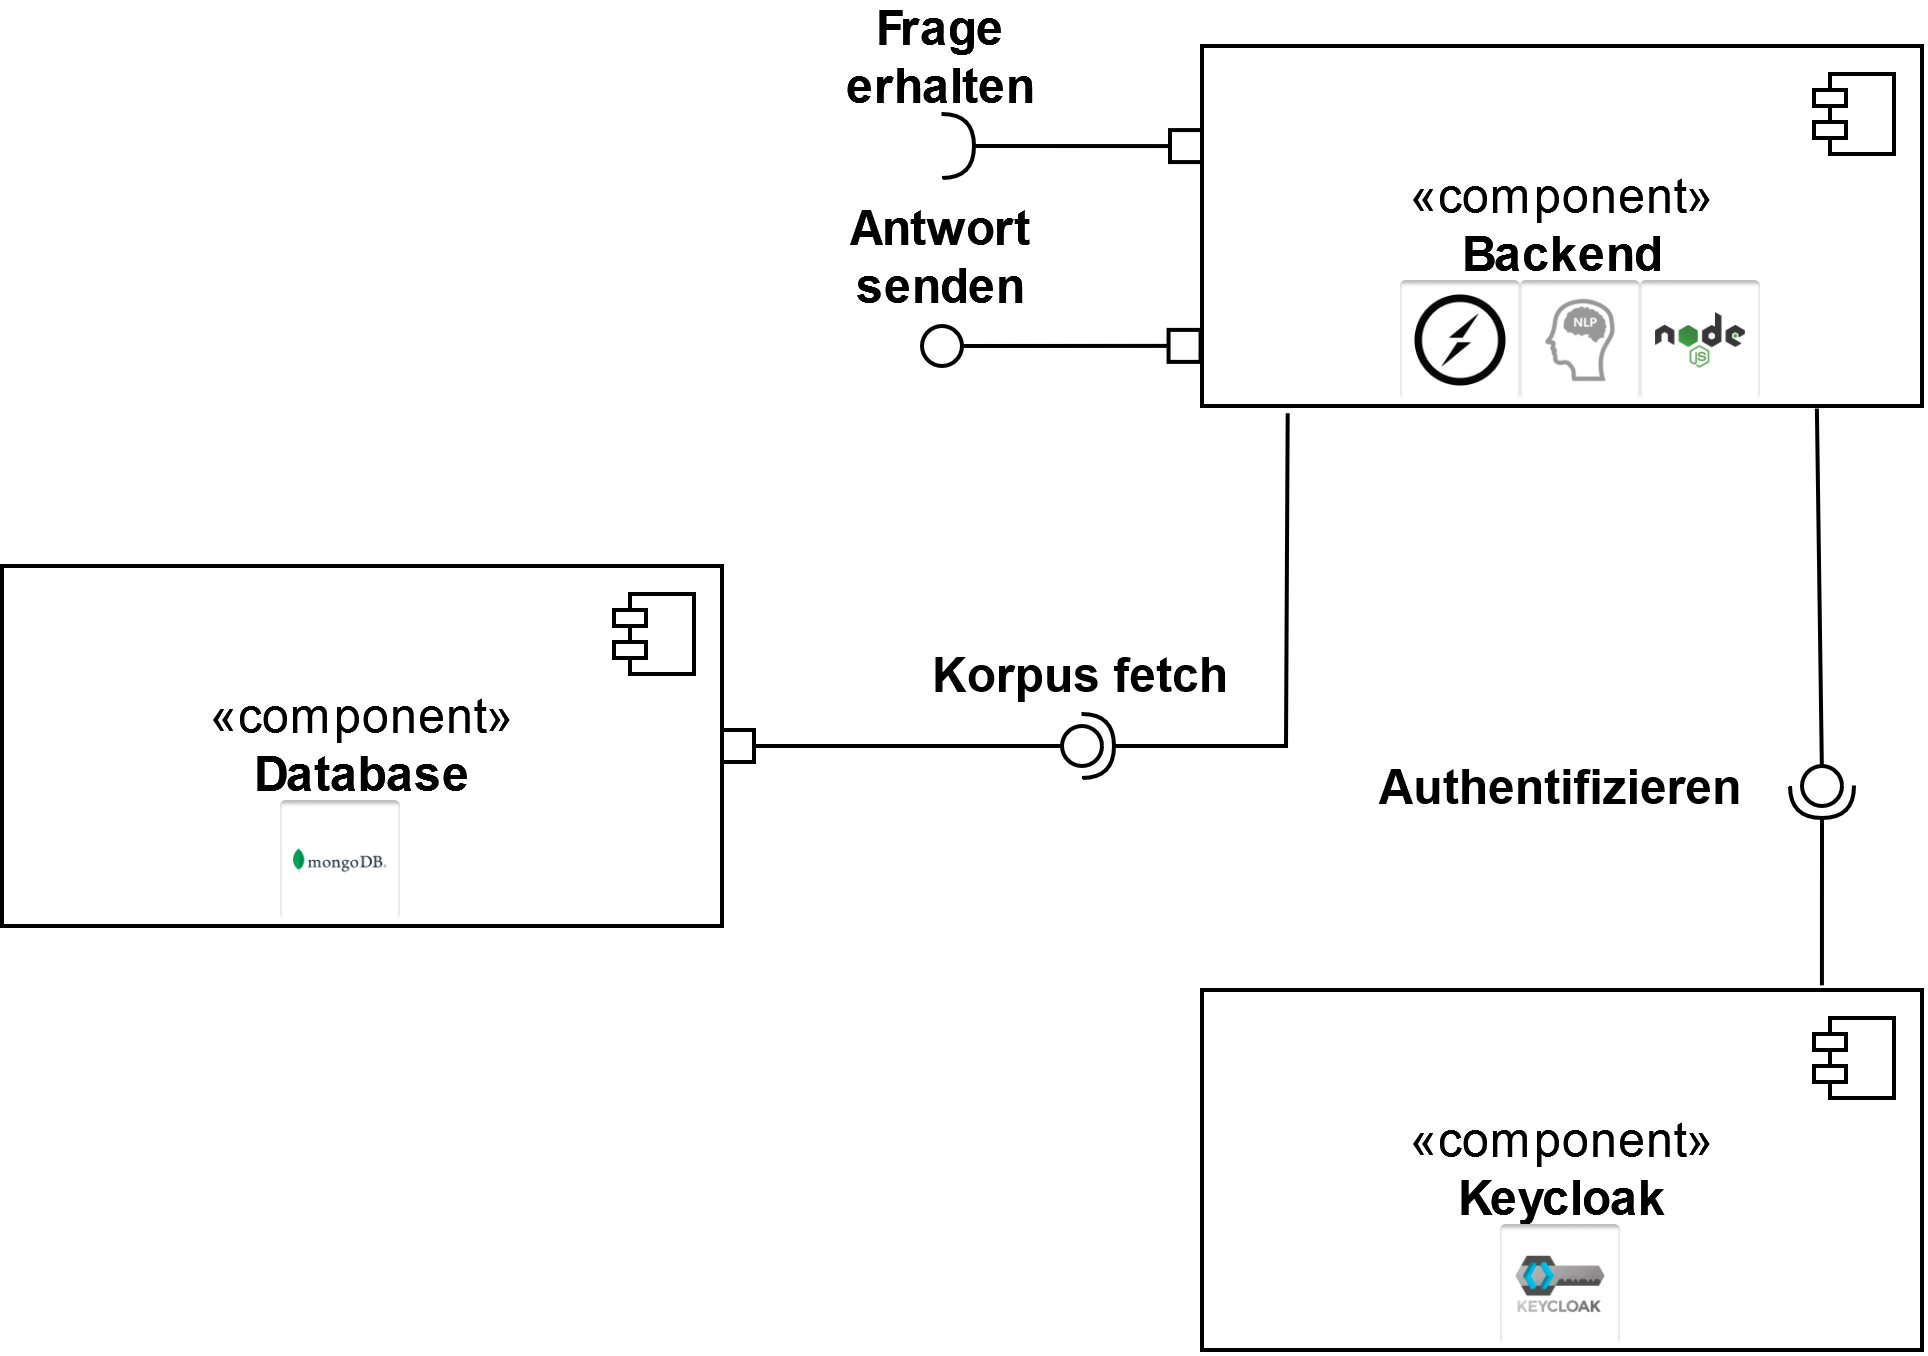 Frage
erhalten
Antwort
senden
«component»
Backend
NLP
node
JS
Korpus fetch
«component»
Database
mongoDB.
Authentifizieren
«component»
Keycloak
KEYCLOAK